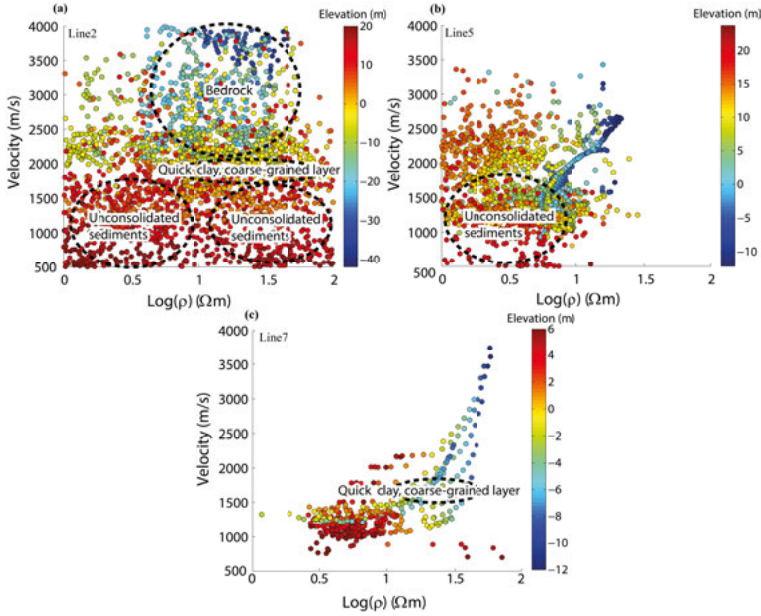 (a)
Line2
Elevation (m)
4000
3500
3000
2500
2000
1500
1000
500
Velocity (m/s)
Bedrock
Quick clay, coarse-grained layer
Unconsolidated
sediments
Unconsolidated
sediments
0
0.5
1
1.5
2
Log(ρ) (Ωm)
20
10
0
−10
−20
−30
−40
(b)
Line5
Elevation (m)
4000
3500
3000
2500
2000
1500
1000
500
Velocity (m/s)
Unconsolidated
sediments
0
0.5
1
1.5
2
Log(ρ) (Ωm)
20
15
10
5
0
−5
−10
(c)
Line7
Elevation (m)
4000
3500
3000
2500
2000
1500
1000
500
Velocity (m/s)
Quick clay, coarse-grained layer
0
0.5
1
1.5
2
Log(ρ) (Ωm)
6
4
2
0
−2
−4
−6
−8
−10
−12